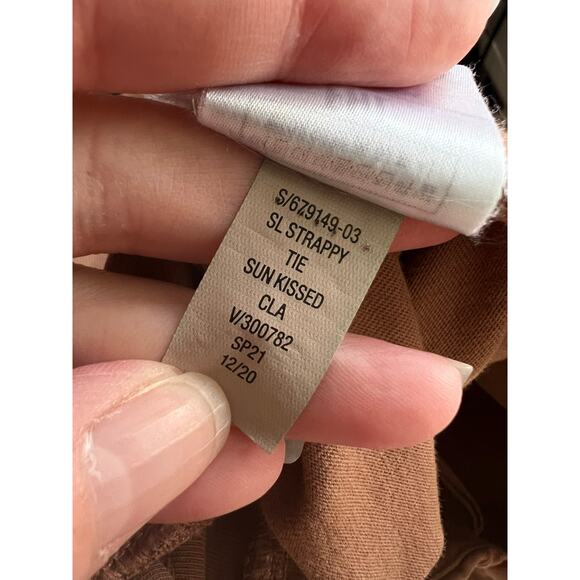 S/679149-03
SL STRAPPY
TIE
SUN KISSED
CLA
V/300782
SP21
12/20